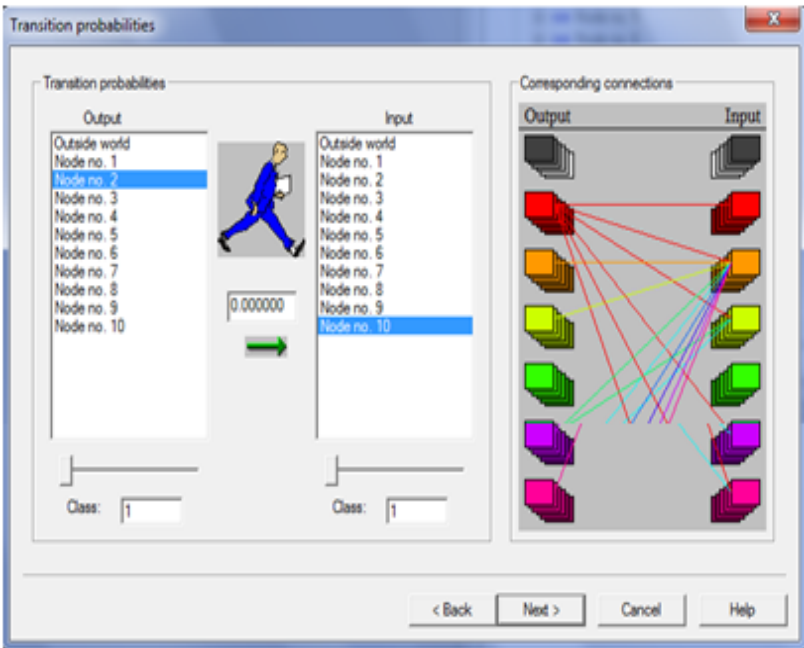 Transition probabilities
Transition probabilities
Output
Outside world
Node no. 1
Node no. 2
Node no. 3
Node no. 4
Node no. 5
Node no. 6
Node no. 7
Node no. 8
Node no. 9
Node no. 10
Class: 1
0.000000
Input
Outside world
Node no. 1
Node no. 2
Node no. 3
Node no. 4
Node no. 5
Node no. 6
Node no. 7
Node no. 8
Node no. 9
Node no. 10
Class: 1
Corresponding connections
Output Input
< Back Next > Cancel Help